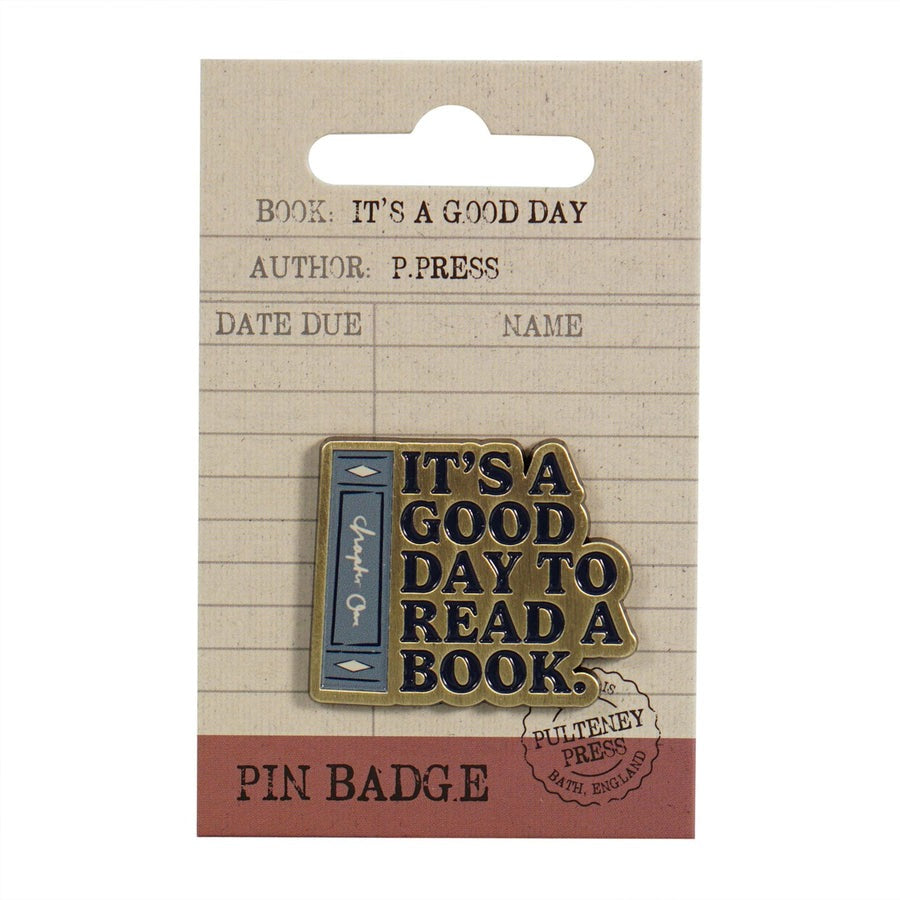 BOOK: IT'S A GOOD DAY
AUTHOR: P.PRESS
DATE DUE NAME
Chapter One
IT'S A
GOOD
DAY TO
READ A
BOOK.
IS
PULTENEY
PRESS
BATH, ENGLAND
PIN BADGE